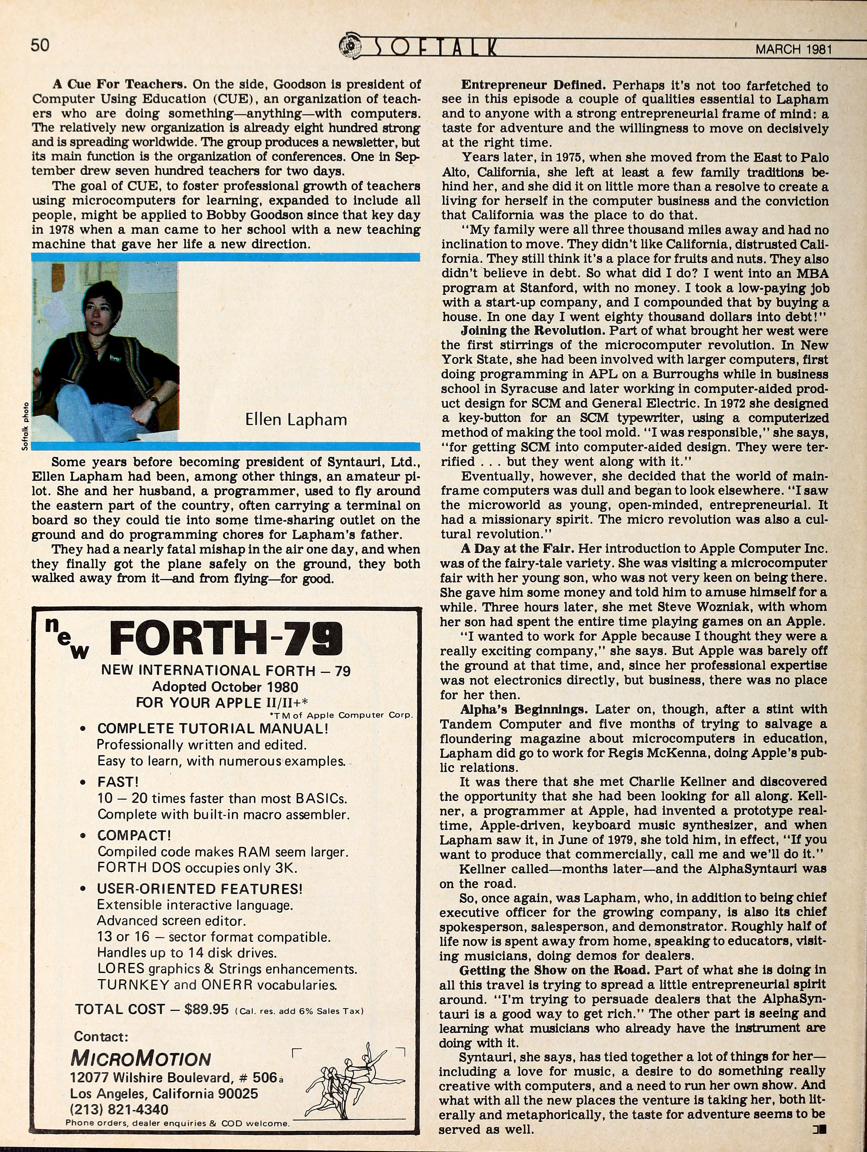 50
SOFTALK
MARCH 1981
A Cue For Teachers. On the side, Goodson is president of
Computer Using Education (CUE), an organization of teach-
ers who are doing something—anything—with computers.
The relatively new organization is already eight hundred strong
and is spreading worldwide. The group produces a newsletter, but
its main function is the organization of conferences. One in Sep-
tember drew seven hundred teachers for two days.
The goal of CUE, to foster professional growth of teachers
using microcomputers for learning, expanded to include all
people, might be applied to Bobby Goodson since that key day
in 1978 when a man came to her school with a new teaching
machine that gave her life a new direction.
Softalk photo
Ellen Lapham
Some years before becoming president of Syntauri, Ltd.,
Ellen Lapham had been, among other things, an amateur pi-
lot. She and her husband, a programmer, used to fly around
the eastern part of the country, often carrying a terminal on
board so they could tie into some time-sharing outlet on the
ground and do programming chores for Lapham's father.
They had a nearly fatal mishap in the air one day, and when
they finally got the plane safely on the ground, they both
walked away from it—and from flying—for good.
new FORTH-79
NEW INTERNATIONAL FORTH – 79
Adopted October 1980
FOR YOUR APPLE II/II+*
*TM of Apple Computer Corp.
• COMPLETE TUTORIAL MANUAL!
Professionally written and edited.
Easy to learn, with numerous examples.
• FAST!
10 – 20 times faster than most BASICs.
Complete with built-in macro assembler.
• COMPACT!
Compiled code makes RAM seem larger.
FORTH DOS occupies only 3K.
• USER-ORIENTED FEATURES!
Extensible interactive language.
Advanced screen editor.
13 or 16 – sector format compatible.
Handles up to 14 disk drives.
LORES graphics & Strings enhancements.
TURNKEY and ONERR vocabularies.
TOTAL COST – $89.95 (Cal. res. add 6% Sales Tax)
Contact:
MICROMOTION
12077 Wilshire Boulevard, # 506
Los Angeles, California 90025
(213) 821-4340
Phone orders, dealer enquiries & COD welcome.
Entrepreneur Defined. Perhaps it's not too farfetched to
see in this episode a couple of qualities essential to Lapham
and to anyone with a strong entrepreneurial frame of mind: a
taste for adventure and the willingness to move on decisively
at the right time.
Years later, in 1975, when she moved from the East to Palo
Alto, California, she left at least a few family traditions be-
hind her, and she did it on little more than a resolve to create a
living for herself in the computer business and the conviction
that California was the place to do that.
"My family were all three thousand miles away and had no
inclination to move. They didn't like California, distrusted Cali-
fornia. They still think it's a place for fruits and nuts. They also
didn't believe in debt. So what did I do? I went into an MBA
program at Stanford, with no money. I took a low-paying job
with a start-up company, and I compounded that by buying a
house. In one day I went eighty thousand dollars into debt!"
Joining the Revolution. Part of what brought her west were
the first stirrings of the microcomputer revolution. In New
York State, she had been involved with larger computers, first
doing programming in APL on a Burroughs while in business
school in Syracuse and later working in computer-aided prod-
uct design for SCM and General Electric. In 1972 she designed
a key-button for an SCM typewriter, using a computerized
method of making the tool mold. "I was responsible," she says,
"for getting SCM into computer-aided design. They were ter-
rified . . . but they went along with it."
Eventually, however, she decided that the world of main-
frame computers was dull and began to look elsewhere. "I saw
the microworld as young, open-minded, entrepreneurial. It
had a missionary spirit. The micro revolution was also a cul-
tural revolution."
A Day at the Fair. Her introduction to Apple Computer Inc.
was of the fairy-tale variety. She was visiting a microcomputer
fair with her young son, who was not very keen on being there.
She gave him some money and told him to amuse himself for a
while. Three hours later, she met Steve Wozniak, with whom
her son had spent the entire time playing games on an Apple.
"I wanted to work for Apple because I thought they were a
really exciting company," she says. But Apple was barely off
the ground at that time, and, since her professional expertise
was not electronics directly, but business, there was no place
for her then.
Alpha's Beginnings. Later on, though, after a stint with
Tandem Computer and five months of trying to salvage a
floundering magazine about microcomputers in education,
Lapham did go to work for Regis McKenna, doing Apple's pub-
lic relations.
It was there that she met Charlie Kellner and discovered
the opportunity that she had been looking for all along. Kell-
ner, a programmer at Apple, had invented a prototype real-
time, Apple-driven, keyboard music synthesizer, and when
Lapham saw it, in June of 1979, she told him, in effect, "If you
want to produce that commercially, call me and we'll do it."
Kellner called—months later—and the AlphaSyntauri was
on the road.
So, once again, was Lapham, who, in addition to being chief
executive officer for the growing company, is also its chief
spokesperson, salesperson, and demonstrator. Roughly half of
life now is spent away from home, speaking to educators, visit-
ing musicians, doing demos for dealers.
Getting the Show on the Road. Part of what she is doing in
all this travel is trying to spread a little entrepreneurial spirit
around. "I'm trying to persuade dealers that the AlphaSyn-
tauri is a good way to get rich." The other part is seeing and
learning what musicians who already have the instrument are
doing with it.
Syntauri, she says, has tied together a lot of things for her—
including a love for music, a desire to do something really
creative with computers, and a need to run her own show. And
what with all the new places the venture is taking her, both lit-
erally and metaphorically, the taste for adventure seems to be
served as well.